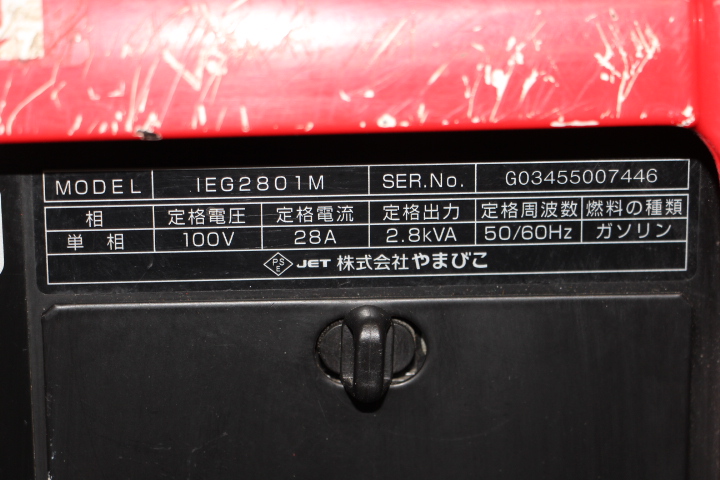 MODEL IEG2801M SER.No. G03455007446
相 定格電圧 定格電流 定格出力 定格周波数 燃料の種類
単相 100V 28A 2.8kVA 50/60Hz ガソリン
PSE JET 株式会社やまびこ